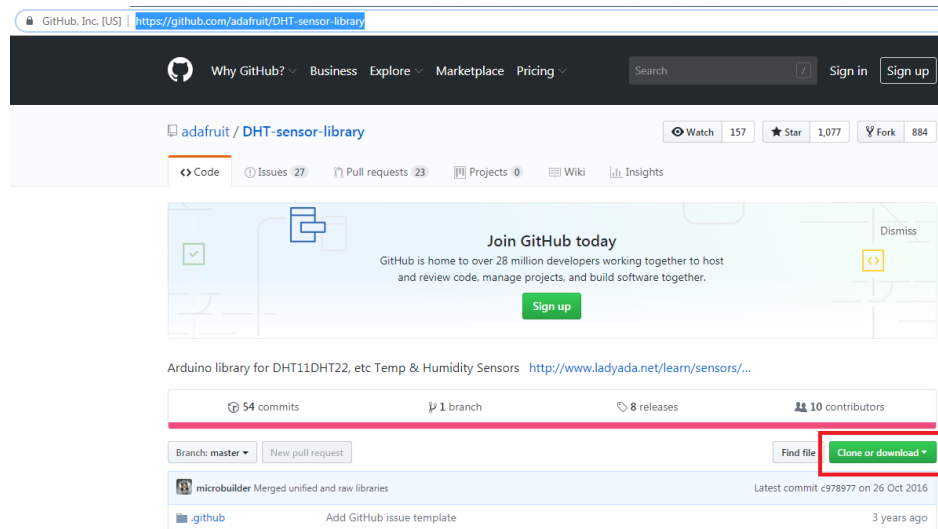 GitHub, Inc. [US] https://github.com/adafruit/DHT-sensor-library
Why GitHub? Business Explore Marketplace Pricing Search / Sign in Sign up
adafruit / DHT-sensor-library Watch 157 Star 1,077 Fork 884
Code Issues 27 Pull requests 23 Projects 0 Wiki Insights
Join GitHub today Dismiss
GitHub is home to over 28 million developers working together to host
and review code, manage projects, and build software together.
Sign up
Arduino library for DHT11DHT22, etc Temp & Humidity Sensors http://www.ladyada.net/learn/sensors/...
54 commits 1 branch 8 releases 10 contributors
Branch: master New pull request Find file Clone or download
microbuilder Merged unified and raw libraries Latest commit c978977 on 26 Oct 2016
.github Add GitHub issue template 3 years ago